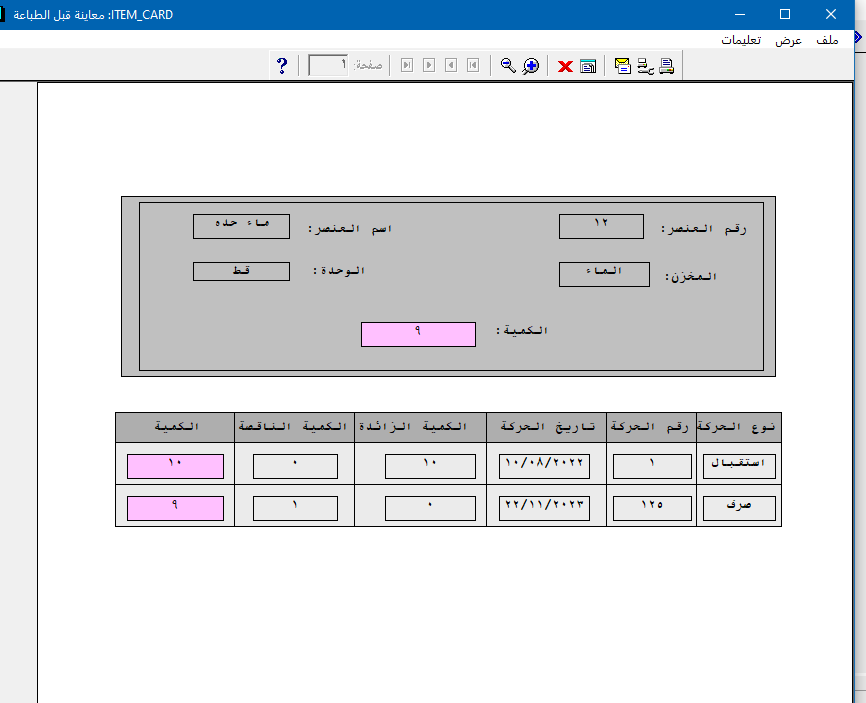 ITEM_CARD: معاينة قبل الطباعة
ملف عرض تعليمات
صفحة: ١ ?
رقم العنصر: ١٢ اسم العنصر: ماء حده
المخزن: الماء الوحدة: قط
الكمية: ٩
نوع الحركة رقم الحركة تاريخ الحركة الكمية الزائدة الكمية الناقصة الكمية
استقبال ١ ١٠/٠٨/٢٠٢٢ ١٠ ٠ ١٠
صرف ١٢٥ ٢٢/١١/٢٠٢٣ ٠ ١ ٩